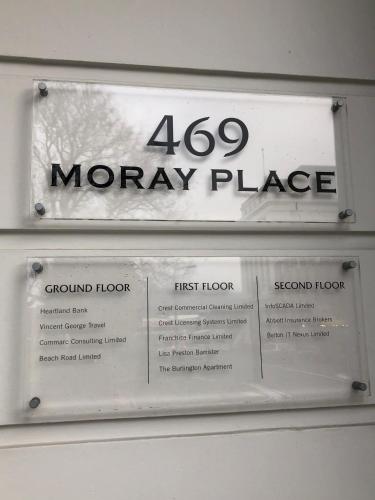 469
MORAY PLACE
GROUND FLOOR
Heartland Bank
Vincent George Travel
Commarc Consulting Limited
Beach Road Limited
FIRST FLOOR
Crest Commercial Cleaning Limited
Crest Licensing Systems Limited
Franchise Finance Limited
Lisa Preston Barrister
The Burlington Apartment
SECOND FLOOR
InfoSCADA Limited
Abbott Insurance Brokers
Belton IT Nexus Limited